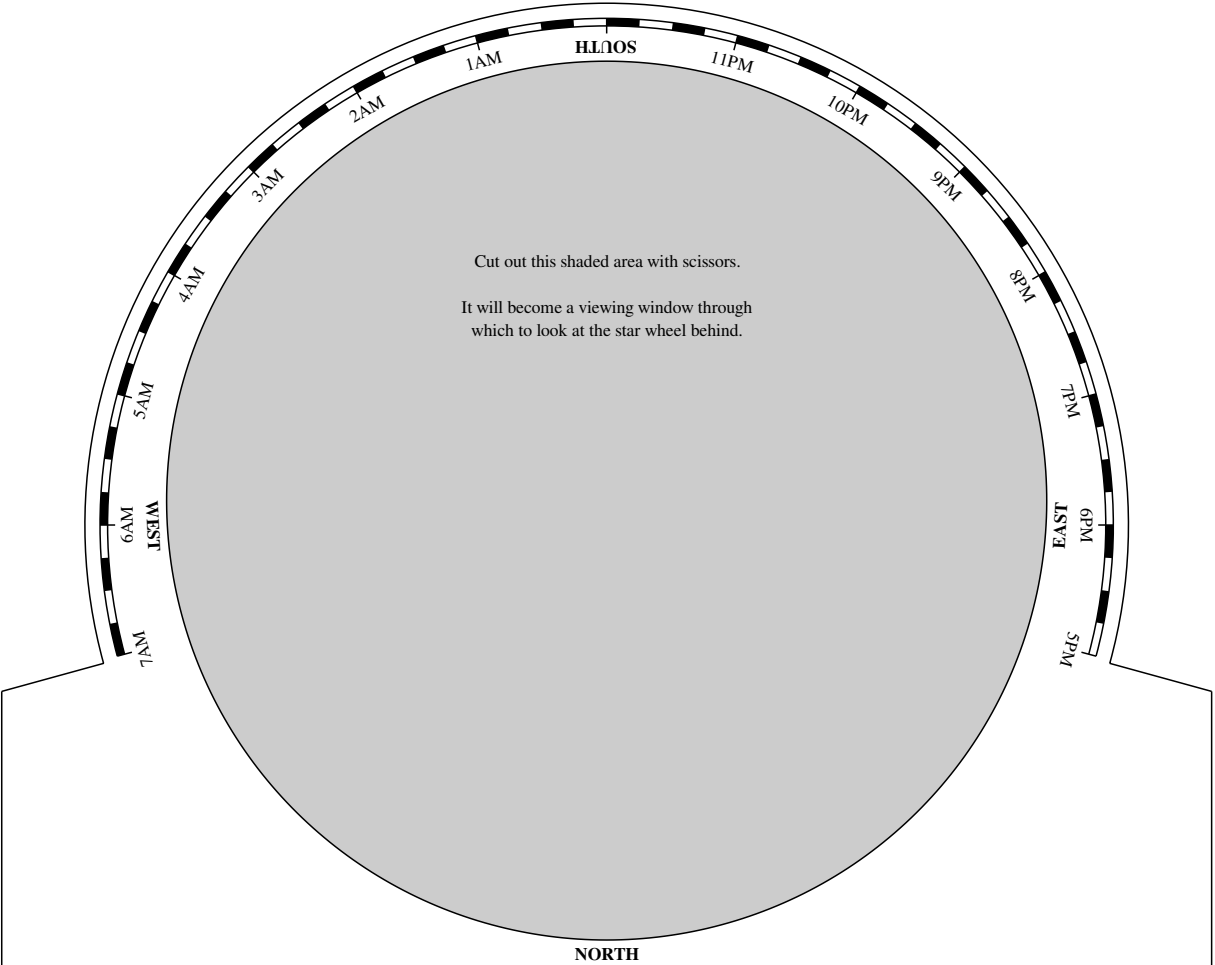 SOUTH
1AM
11PM
2AM
10PM
3AM
9PM
4AM
8PM
Cut out this shaded area with scissors.
It will become a viewing window through
which to look at the star wheel behind.
5AM
7PM
6AM
WEST
EAST
6PM
7AM
5PM
NORTH